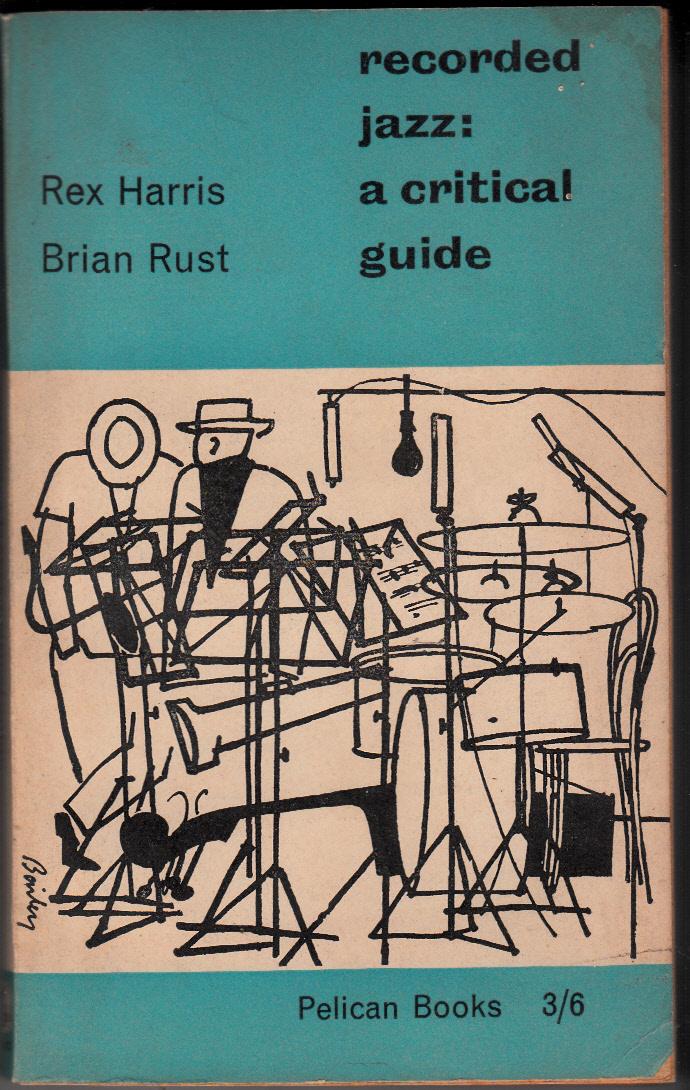 recorded
jazz:
a critical
guide
Rex Harris
Brian Rust
Pelican Books 3/6